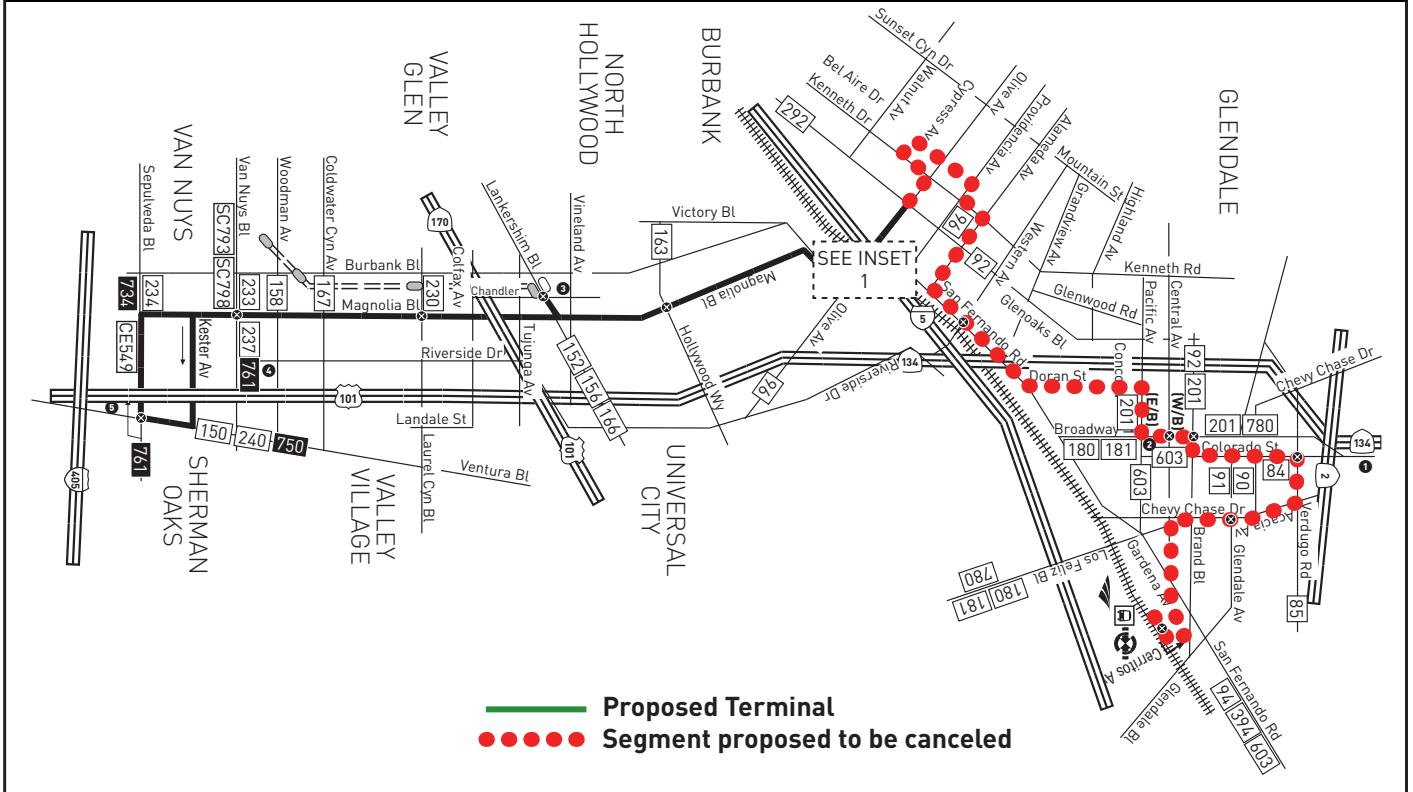 Sunset Cyn Dr
Bel Aire Dr
Kenneth Dr
Walnut Av
Cypress Av
Olive Av
Providencia Av
Alameda Av
Mountain St
Grandview Av
Highland Av
Western Av
GLENDALE
BURBANK
NORTH
HOLLYWOOD
VALLEY
GLEN
VAN NUYS
292
96
92
Kenneth Rd
Glenwood Rd
Glenoaks Bl
Pacific Av
Central Av
Sepulveda Bl
Van Nuys Bl
Woodman Av
Coldwater Cyn Av
SC793
SC778
170
Lankershim Bl
Vineland Av
Victory Bl
163
SEE INSET
1
Burbank Bl
Colfax Av
Chandler
3
Magnolia Bl
Magnolia Bl
734
234
233
158
167
230
CE549
Kester Av
237
761
4
Riverside Dr
Tujunga Av
152
156
166
Hollywood Wy
Olive Av
96
Riverside Dr
134
5
San Fernando Rd
Doran St
92
201
Chevy Chase Dr
201
(E/B)
(W/B)
Broadway
180
181
2
603
201
780
Colorado St
84
134
1
2
101
Landale St
5
150
240
750
761
Ventura Bl
Laurel Cyn Bl
101
405
SHERMAN
OAKS
VALLEY
VILLAGE
UNIVERSAL
CITY
603
91
90
Chevy Chase Dr
Acacia Av
Verdugo Rd
85
Gardena Av
Brand Bl
Glendale Av
Los Feliz Bl
780
180
181
Cerritos Av
Glendale Bl
San Fernando Rd
94
394
603
Proposed Terminal
Segment proposed to be canceled